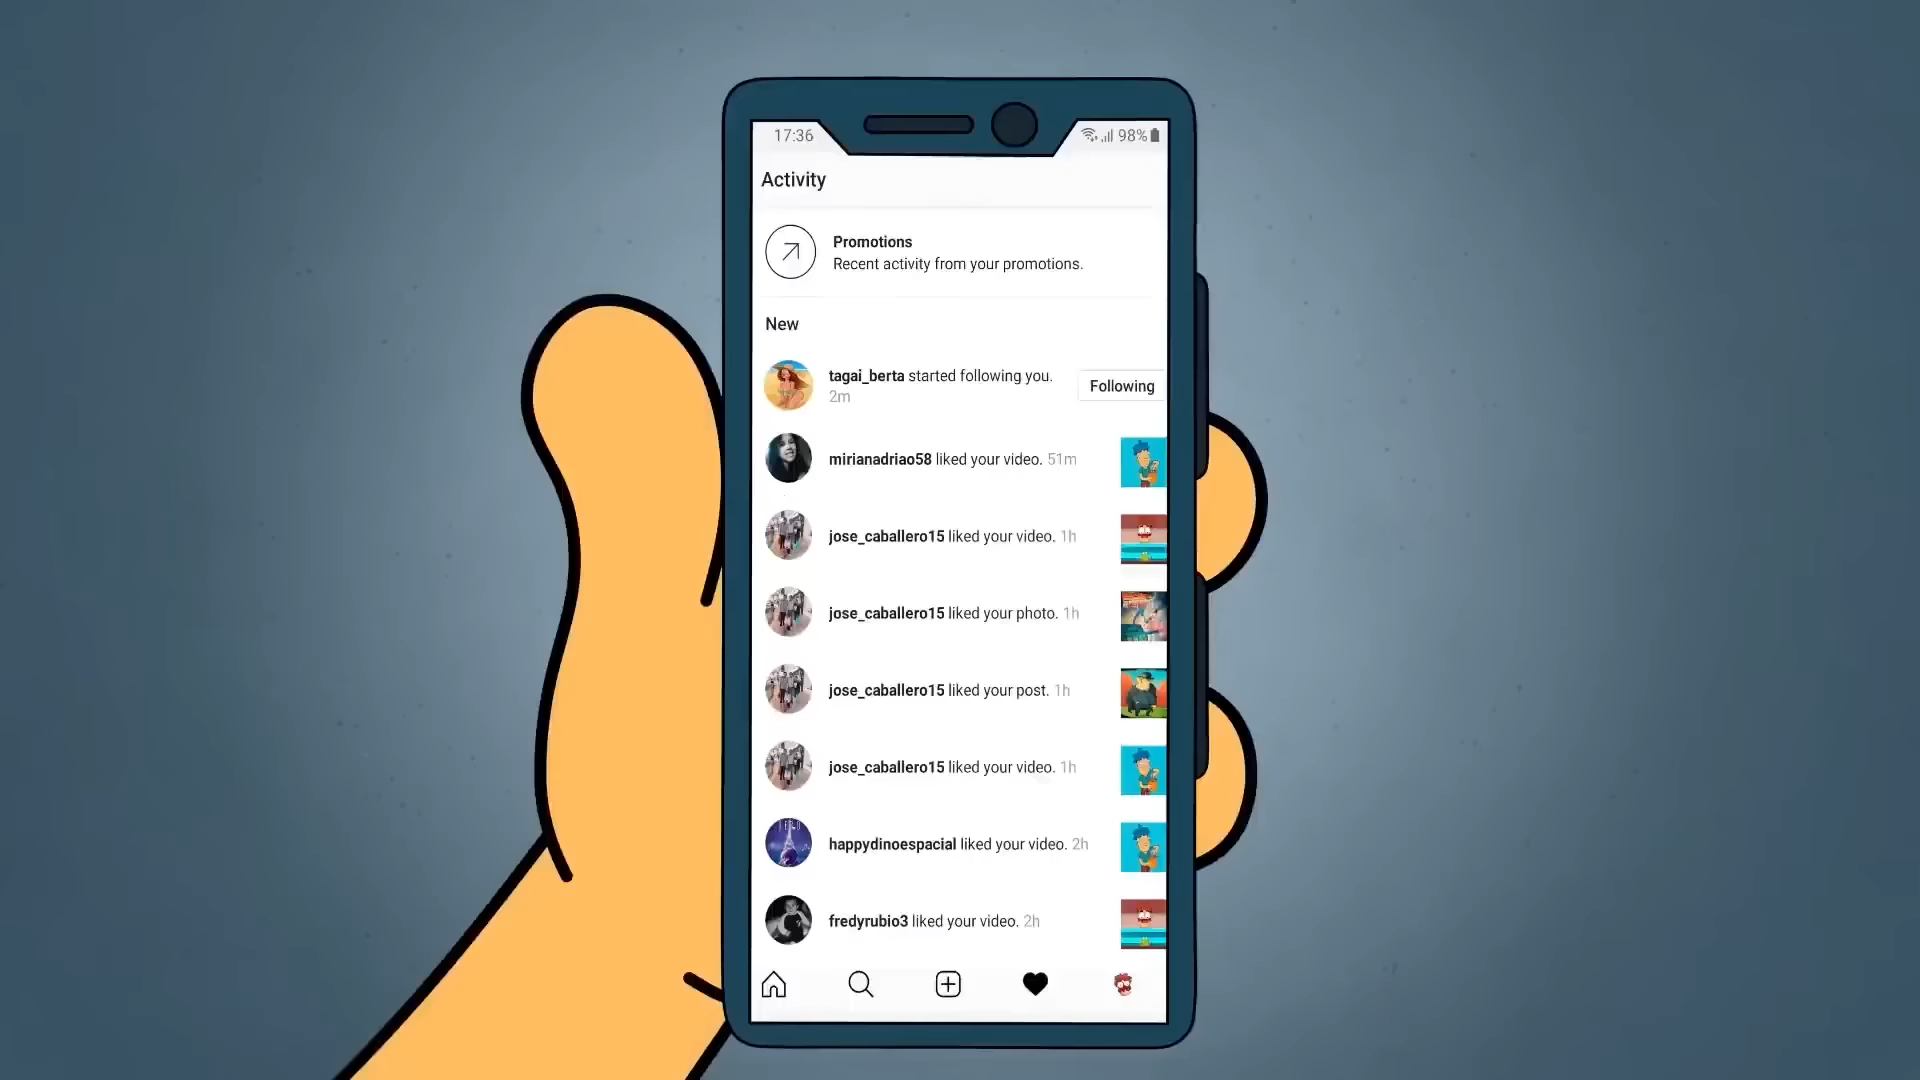 17:36
98%
Activity
Promotions
Recent activity from your promotions.
New
tagai_berta started following you.
2m
Following
mirianadriao58 liked your video. 51m
jose_caballero15 liked your video. 1h
jose_caballero15 liked your photo. 1h
jose_caballero15 liked your post. 1h
jose_caballero15 liked your video. 1h
happydinoespacial liked your video. 2h
fredyrubio3 liked your video. 2h